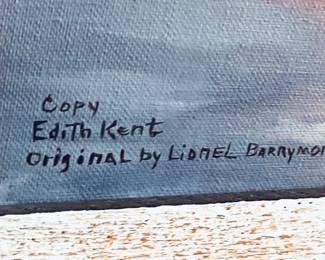 Copy
Edith Kent
Original by Lionel Barrymor